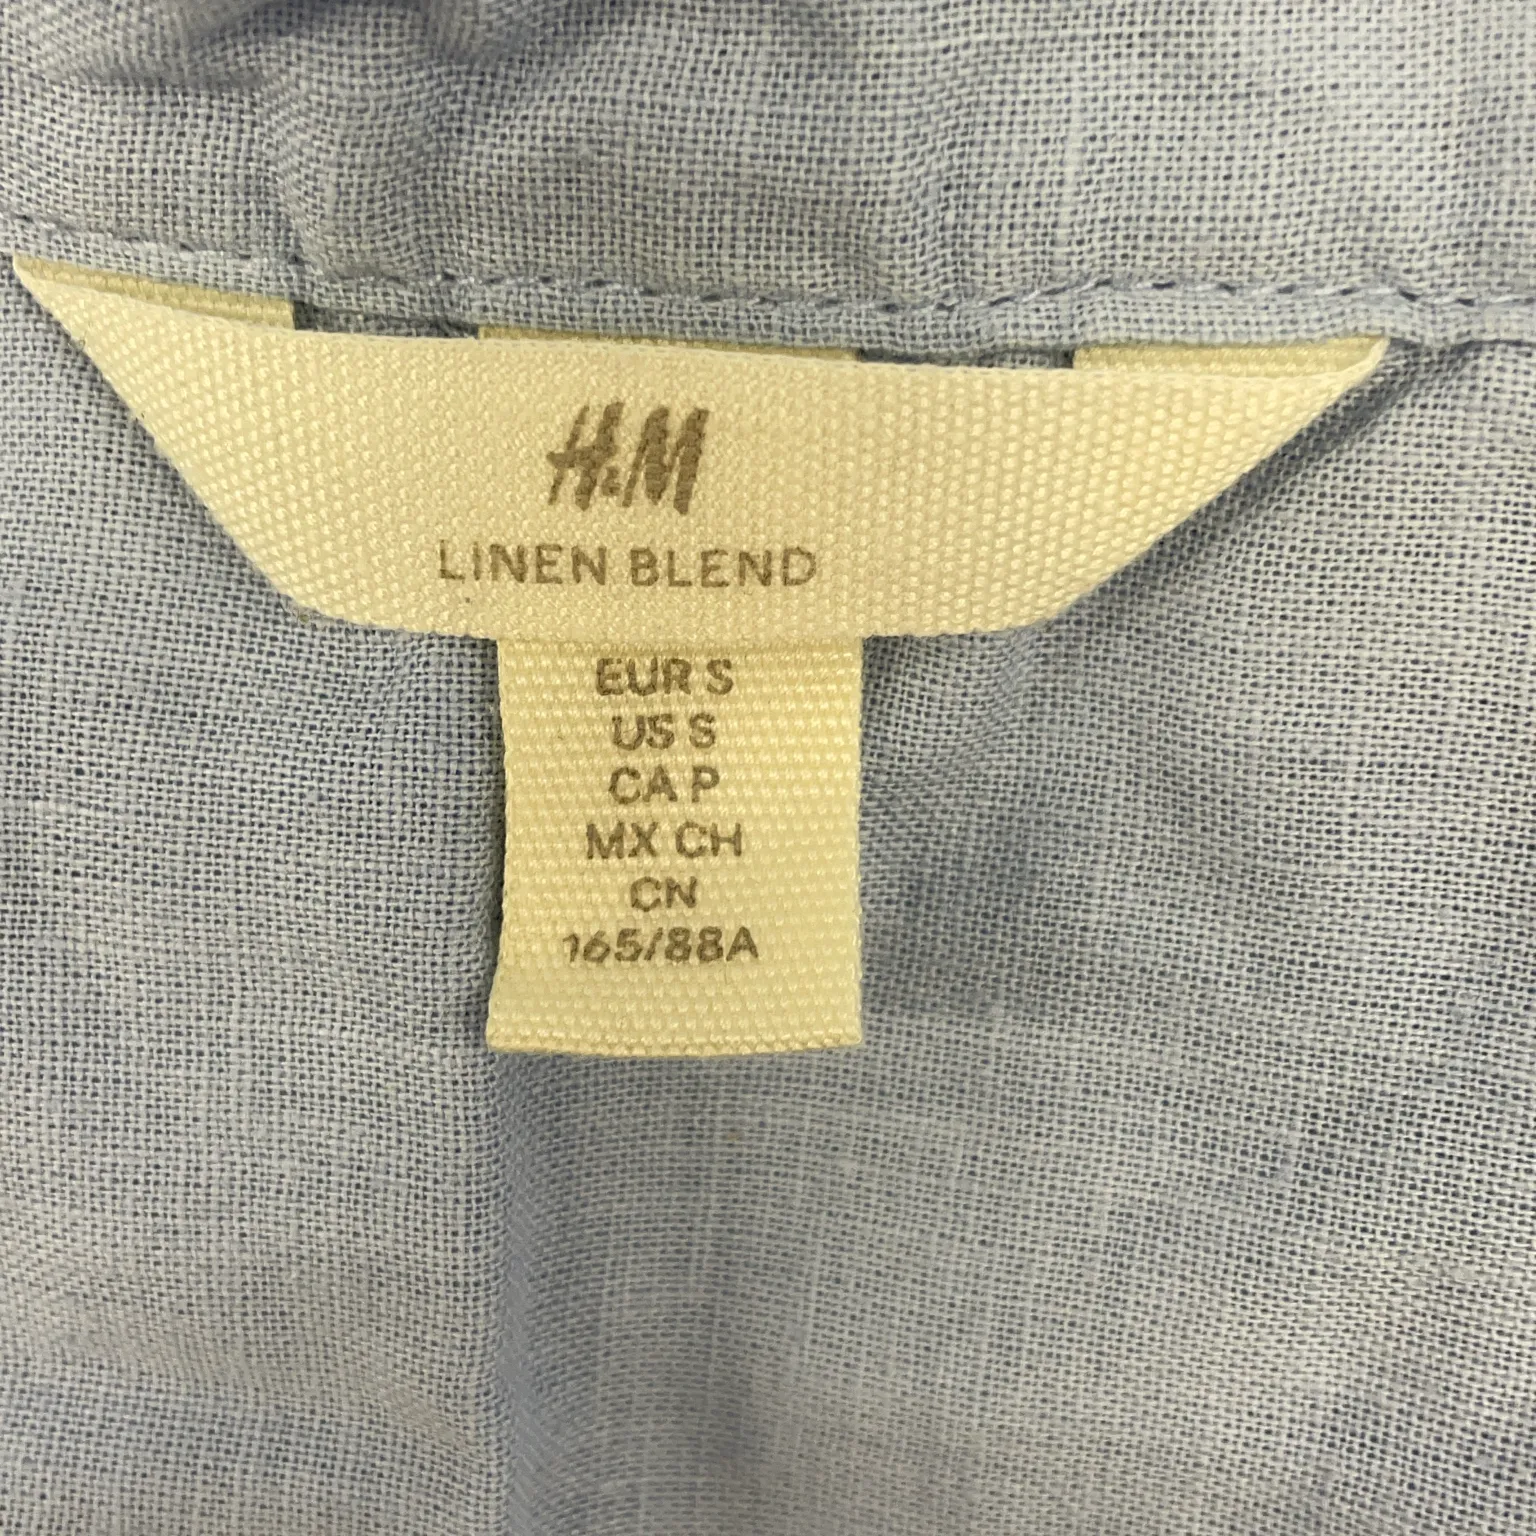 H&M
LINEN BLEND
EUR S
US S
CA P
MX CH
CN
165/88A